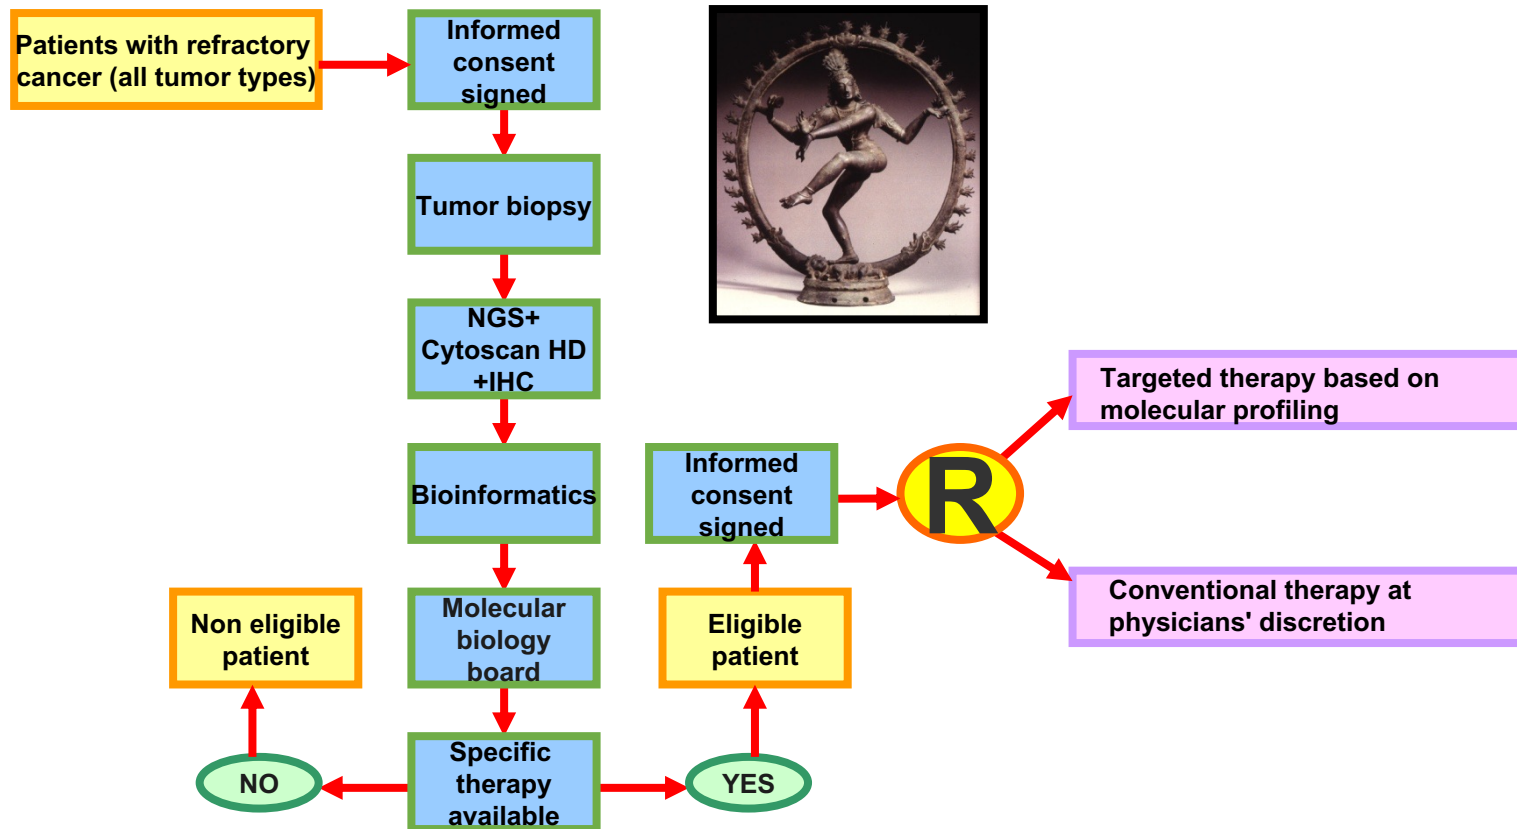 Patients with refractory
cancer (all tumor types)
Informed
consent
signed
Tumor biopsy
NGS+
Cytoscan HD
+IHC
Bioinformatics
Molecular
biology
board
Specific
therapy
available
NO
Non eligible
patient
YES
Eligible
patient
Informed
consent
signed
R
Targeted therapy based on
molecular profiling
Conventional therapy at
physicians' discretion